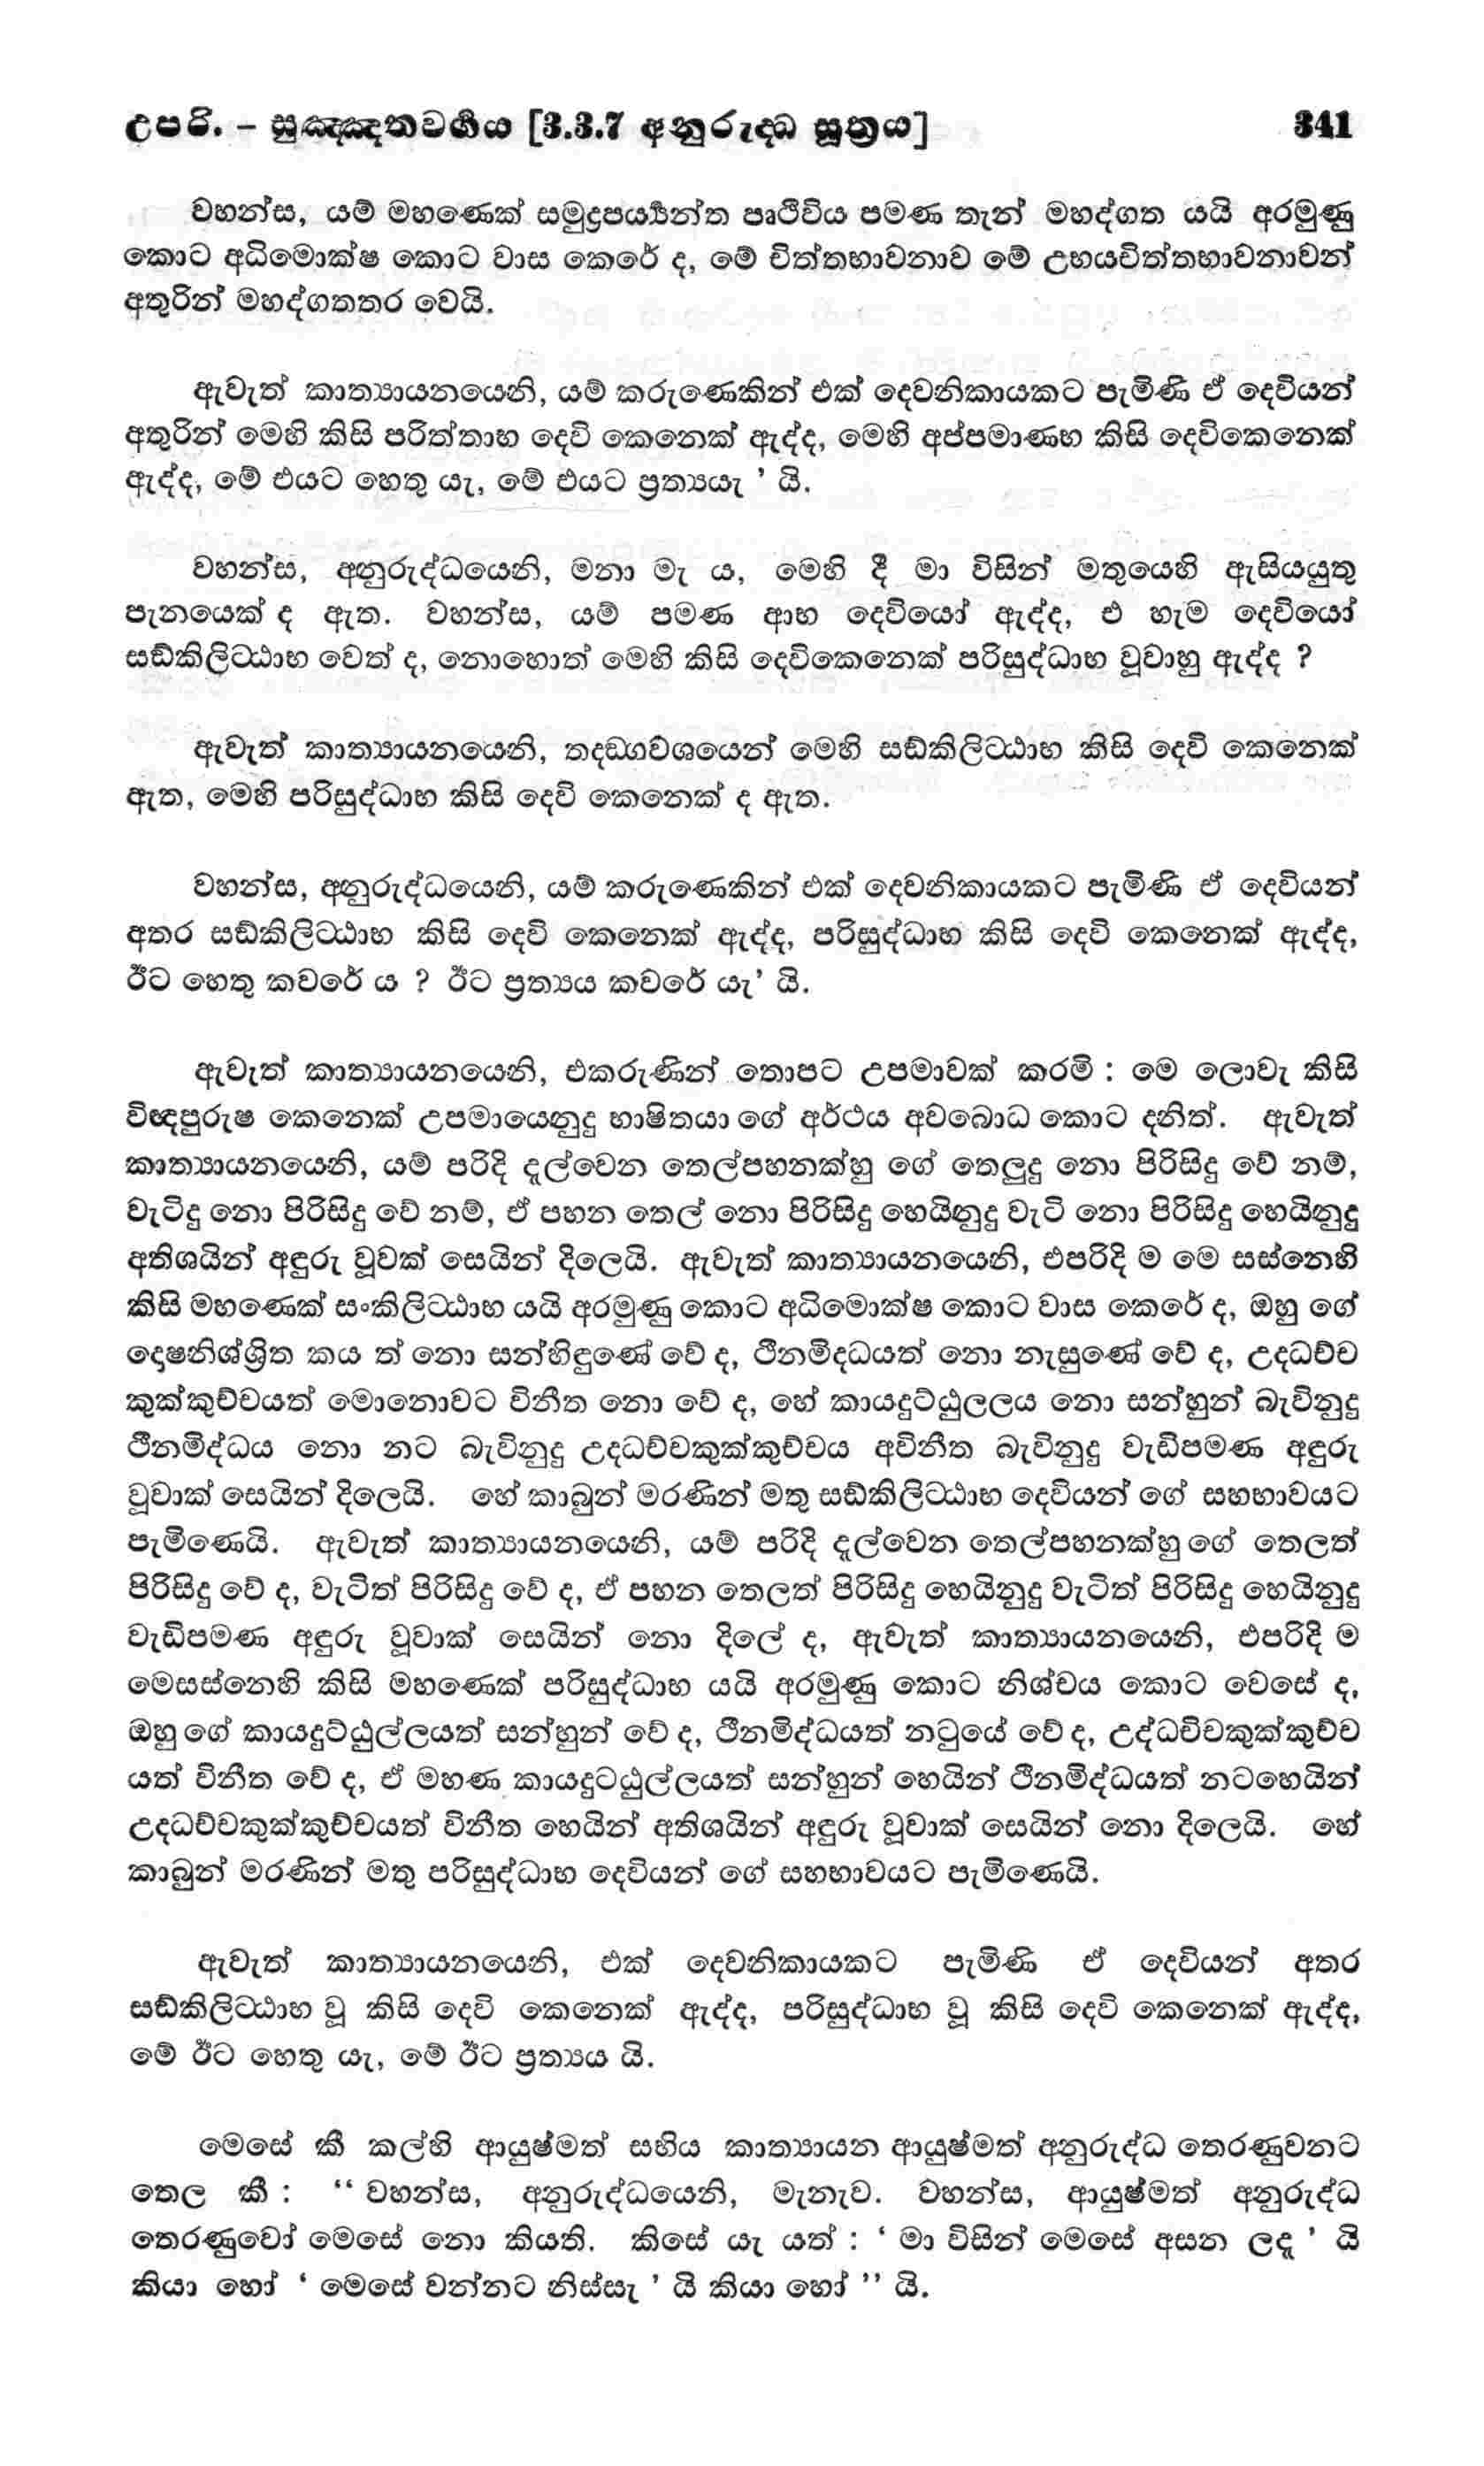 උපරි. – සුඤ්ඤතවර්‍ගය [3.3.7 අනුරුද්‍ධ සූත්‍රය] 341
වහන්ස, යම් මහණෙක් සමුද්‍රපර්‍ය්‍යන්ත පෘථිවිය පමණ තැන් මහද්ගත යයි අරමුණු
කොට අධිමොක්ෂ කොට වාස කෙරේ ද, මේ චිත්තභාවනාව මේ උභයචිත්තභාවනාවන්
අතුරින් මහද්ගතතර වෙයි.
ඇවැත් කාත්‍යායනයෙනි, යම් කරුණෙකින් එක් දෙවනිකායකට පැමිණි ඒ දෙවියන්
අතුරින් මෙහි කිසි පරිත්තාභ දෙවි කෙනෙක් ඇද්ද, මෙහි අප්පමාණභ කිසි දෙවිකෙනෙක්
ඇද්ද, මේ එයට හෙතු යැ, මේ එයට ප්‍රත්‍යයැ ’ යි.
වහන්ස, අනුරුද්ධයෙනි, මනා මැ ය, මෙහි දී මා විසින් මතුයෙහි ඇසියයුතු
පැනයෙක් ද ඇත. වහන්ස, යම් පමණ ආභ දෙවියෝ ඇද්ද, එ හැම දෙවියෝ
සඬ්කිලිට්‍ඨාභ වෙත් ද, නොහොත් මෙහි කිසි දෙවිකෙනෙක් පරිසුද්ධාභ වූවාහු ඇද්ද ?
ඇවැත් කාත්‍යායනයෙනි, තදඞ්‍ගවශයෙන් මෙහි සඬ්කිලිට්‍ඨාභ කිසි දෙවි කෙනෙක්
ඇත, මෙහි පරිසුද්ධාභ කිසි දෙවි කෙනෙක් ද ඇත.
වහන්ස, අනුරුද්ධයෙනි, යම් කරුණෙකින් එක් දෙවනිකායකට පැමිණි ඒ දෙවියන්
අතර සඬ්කිලිට්‍ඨාභ කිසි දෙවි කෙනෙක් ඇද්ද, පරිසුද්ධාභ කිසි දෙවි කෙනෙක් ඇද්ද,
ඊට හෙතු කවරේ ය ? ඊට ප්‍රත්‍යය කවරේ යැ’ යි.
ඇවැත් කාත්‍යායනයෙනි, එකරුණින් තොපට උපමාවක් කරමි : මෙ ලොවැ කිසි
විඥපුරුෂ කෙනෙක් උපමායෙනුදු භාෂිතයා ගේ අර්ථය අවබොධ කොට දනිත්. ඇවැත්
කාත්‍යායනයෙනි, යම් පරිදි දැල්වෙන තෙල්පහනක්හු ගේ තෙලුදු නො පිරිසිදු වේ නම්,
වැටිදු නො පිරිසිදු වේ නම්, ඒ පහන තෙල් නො පිරිසිදු හෙයිනුදු වැටි නො පිරිසිදු හෙයිනුදු
අතිශයින් අඳුරු වූවක් සෙයින් දිලෙයි. ඇවැත් කාත්‍යායනයෙනි, එපරිදි ම මෙ සස්නෙහි
කිසි මහණෙක් සංකිලිට්‍ඨාභ යයි අරමුණු කොට අධිමොක්ෂ කොට වාස කෙරේ ද, ඔහු ගේ
දොෂනිශ්ශ්‍රිත කය ත් නො සන්හිඳුණේ වේ ද, ථීනමිද්‍ධයත් නො නැසුණේ වේ ද, උද්‍ධච්ච
කුක්කුච්චයත් මොනොවට විනීත නො වේ ද, හේ කායදුට්ඨුලලය නො සන්හුන් බැවිනුදු
ථීනමිද්ධය නො නට බැවිනුදු උද්‍ධච්චකුක්කුච්චය අවිනීත බැවිනුදු වැඩිපමණ අඳුරු
වූවාක් සෙයින් දිලෙයි. හේ කාබුන් මරණින් මතු සඬ්කිලිට්‍ඨාභ දෙවියන් ගේ සහභාවයට
පැමිණෙයි. ඇවැත් කාත්‍යායනයෙනි, යම් පරිදි දැල්වෙන තෙල්පහනක්හු ගේ තෙලත්
පිරිසිදු වේ ද, වැටිත් පිරිසිදු වේ ද, ඒ පහන තෙලත් පිරිසිදු හෙයිනුදු වැටිත් පිරිසිදු හෙයිනුදු
වැඩිපමණ අඳුරු වූවාක් සෙයින් නො දිලේ ද, ඇවැත් කාත්‍යායනයෙනි, එපරිදි ම
මෙසස්නෙහි කිසි මහණෙක් පරිසුද්ධාභ යයි අරමුණු කොට නිශ්චය කොට වෙසේ ද,
ඔහු ගේ කායදුට්ඨුල්ලයත් සන්හුන් වේ ද, ථීනමිද්ධයත් නටුයේ වේ ද, උද්ධච්චකුක්කුච්ච
යත් විනීත වේ ද, ඒ මහණ කායදුට්‍ඨුල්ලයත් සන්හුන් හෙයින් ථීනමිද්ධයත් නටහෙයින්
උද්‍ධච්චකුක්කුච්චයත් විනීත හෙයින් අතිශයින් අඳුරු වූවාක් සෙයින් නො දිලෙයි. හේ
කාබුන් මරණින් මතු පරිසුද්ධාභ දෙවියන් ගේ සහභාවයට පැමිණෙයි.
ඇවැත් කාත්‍යායනයෙනි, එක් දෙවනිකායකට පැමිණි ඒ දෙවියන් අතර
සඬ්කිලිට්‍ඨාභ වූ කිසි දෙවි කෙනෙක් ඇද්ද, පරිසුද්ධාභ වූ කිසි දෙවි කෙනෙක් ඇද්ද,
මේ ඊට හෙතු යැ, මේ ඊට ප්‍රත්‍යය යි.
මෙසේ කී කල්හි ආයුෂ්මත් සභිය කාත්‍යායන ආයුෂ්මත් අනුරුද්ධ තෙරණුවනට
තෙල කී : “ වහන්ස, අනුරුද්ධයෙනි, මැනැව. වහන්ස, ආයුෂ්මත් අනුරුද්ධ
තෙරණුවෝ මෙසේ නො කියති. කිසේ යැ යත් : ‘ මා විසින් මෙසේ අසන ලදැ ’ යි
කියා හෝ ‘ මෙසේ වන්නට නිස්සැ ’ යි කියා හෝ ” යි.